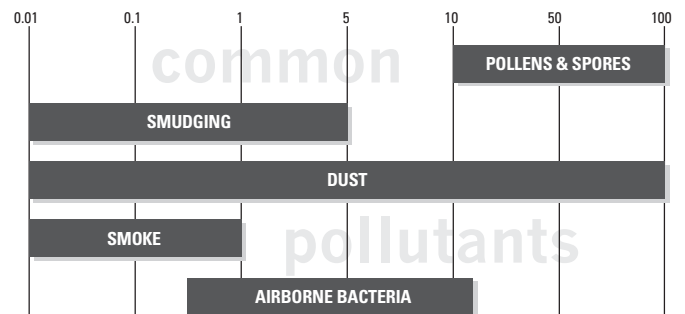 0.01 0.1 1 5 10 50 100
common
POLLENS & SPORES
SMUDGING
DUST
SMOKE
pollutants
AIRBORNE BACTERIA